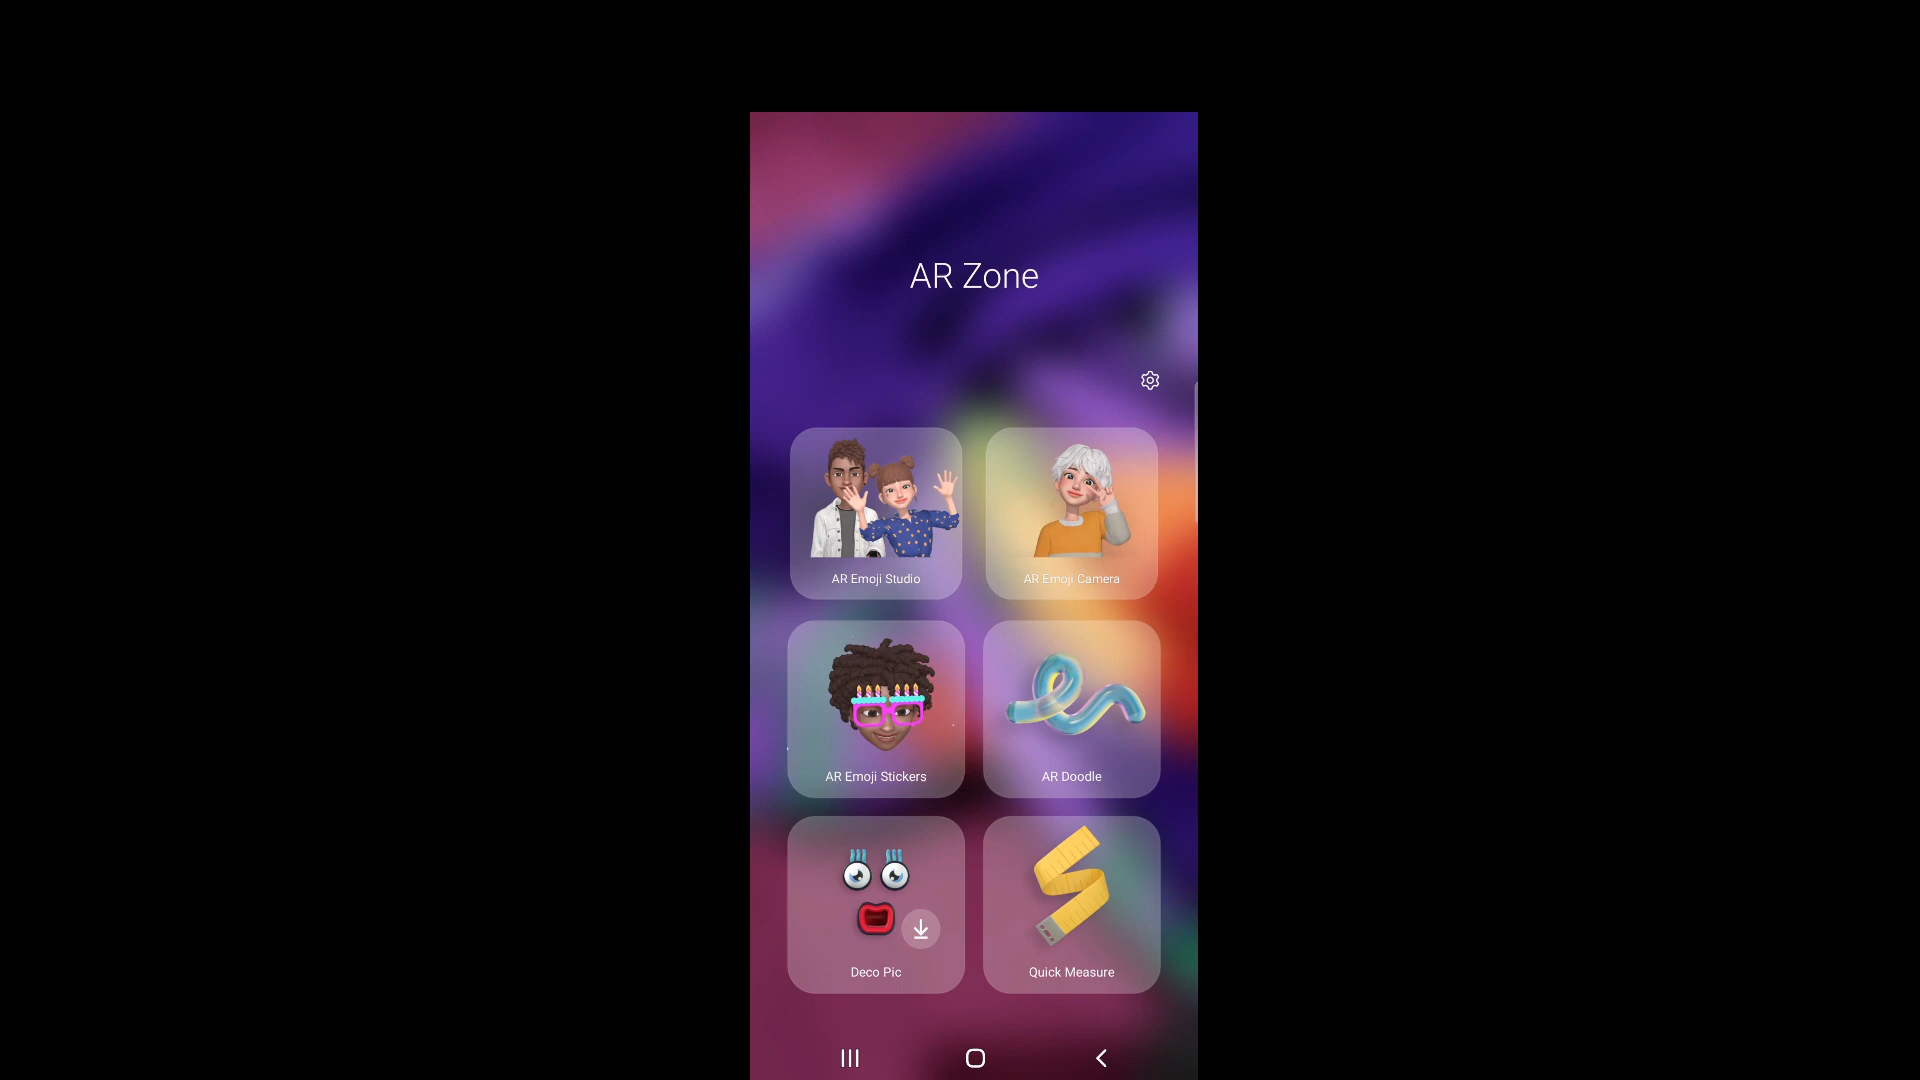 AR Zone
AR Emoji Studio
AR Emoji Camera
AR Emoji Stickers
AR Doodle
Deco Pic
Quick Measure